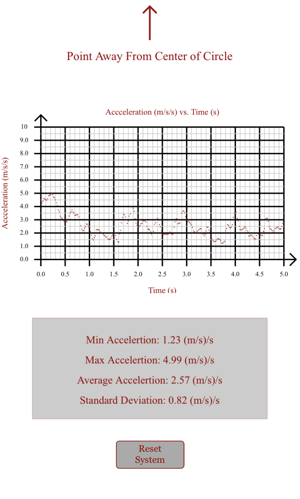 Point Away From Center of Circle
Accceleration (m/s/s) vs. Time (s)
Accceleration (m/s/s)
10
9.0
8.0
7.0
6.0
5.0
4.0
3.0
2.0
1.0
0.0
0.0 0.5 1.0 1.5 2.0 2.5 3.0 3.5 4.0 4.5 5.0
Time (s)
Min Accelertion: 1.23 (m/s)/s
Max Accelertion: 4.99 (m/s)/s
Average Accelertion: 2.57 (m/s)/s
Standard Deviation: 0.82 (m/s)/s
Reset
System